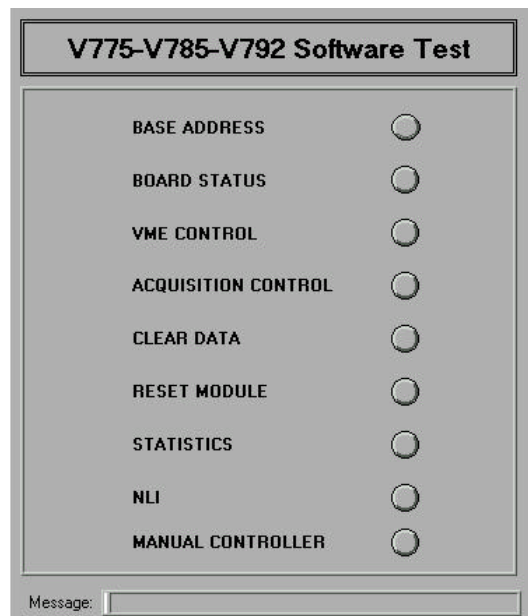 V775-V785-V792 Software Test
BASE ADDRESS
BOARD STATUS
VME CONTROL
ACQUISITION CONTROL
CLEAR DATA
RESET MODULE
STATISTICS
NLI
MANUAL CONTROLLER
Message: